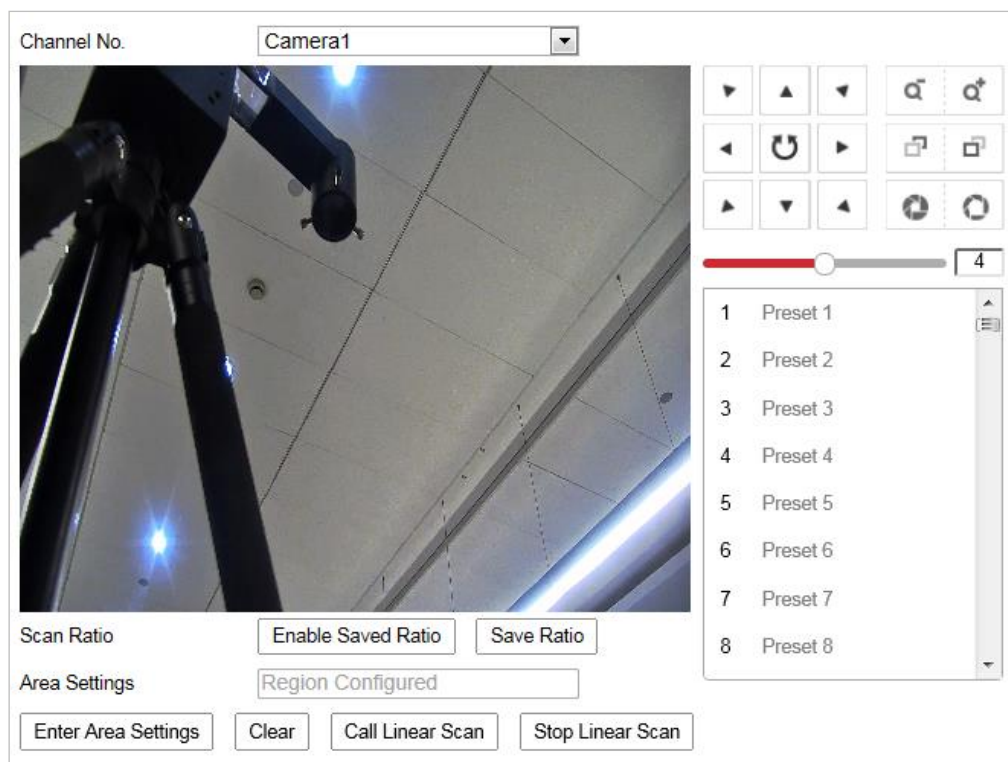 Channel No. Camera1
4
1 Preset 1
2 Preset 2
3 Preset 3
4 Preset 4
5 Preset 5
6 Preset 6
7 Preset 7
8 Preset 8
Scan Ratio Enable Saved Ratio Save Ratio
Area Settings Region Configured
Enter Area Settings Clear Call Linear Scan Stop Linear Scan